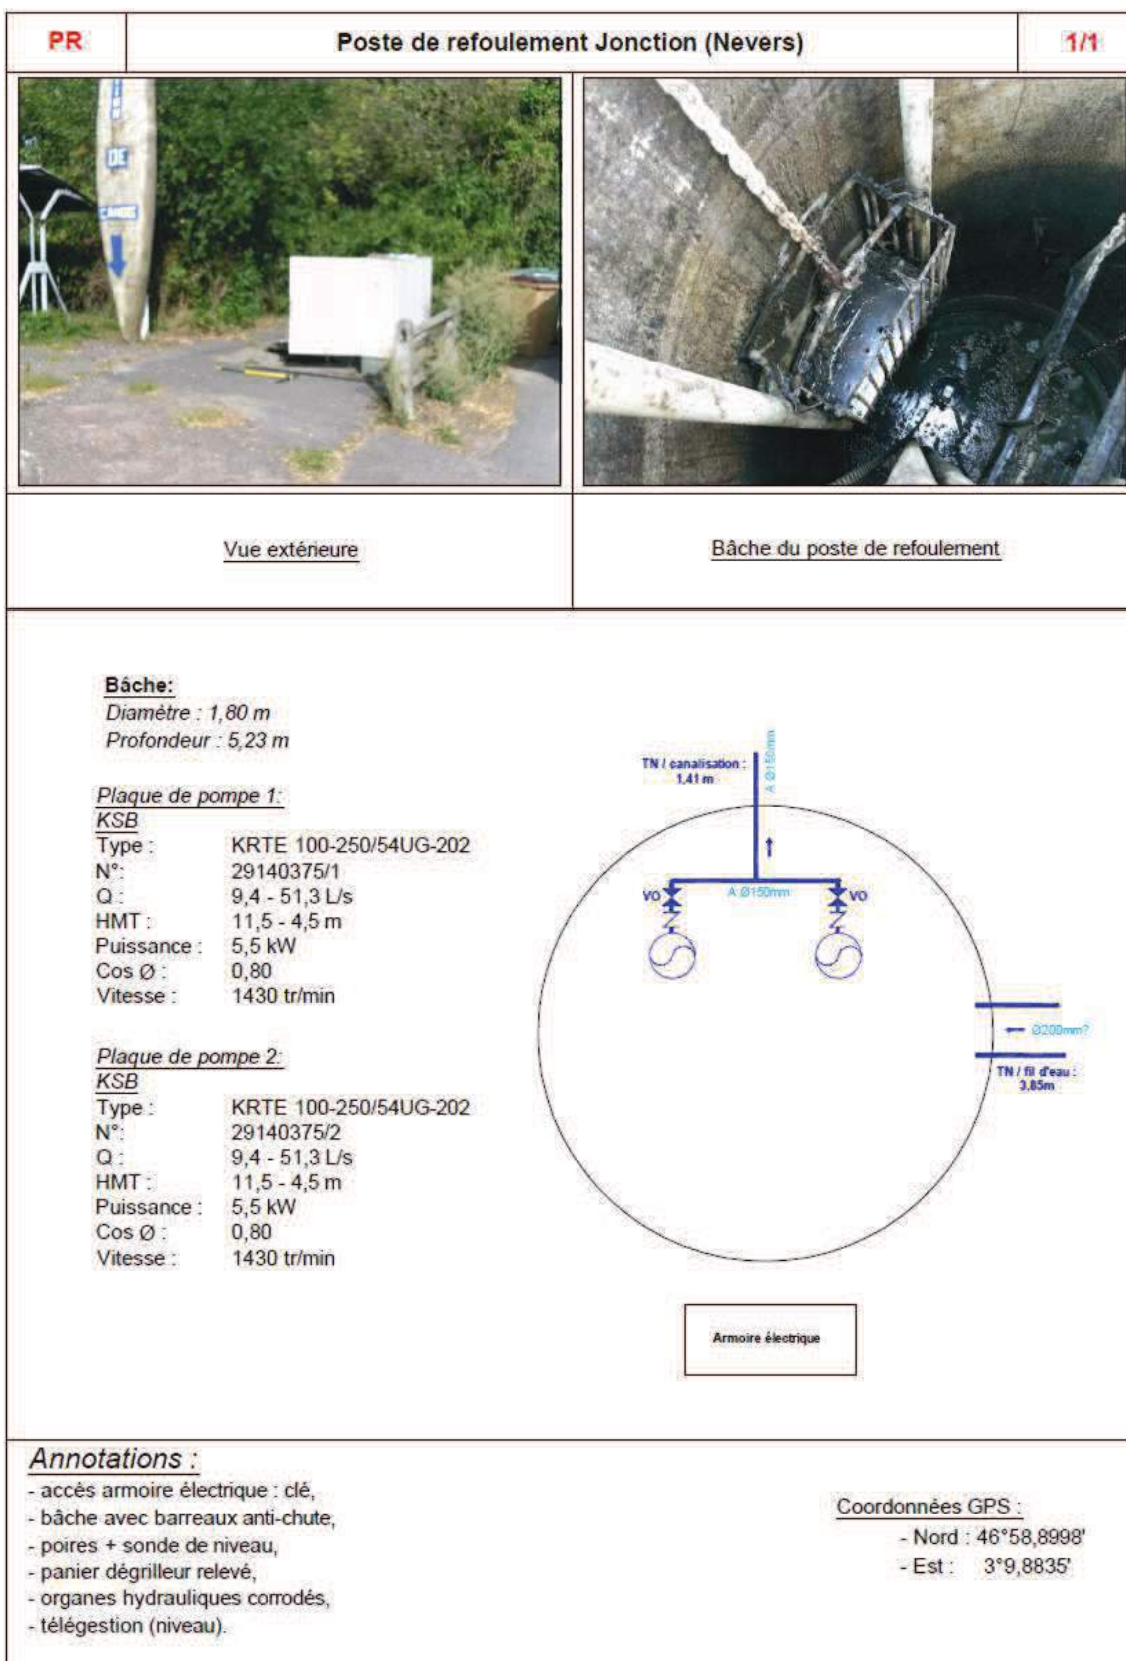 PR
Poste de refoulement Jonction (Nevers)
1/1
DE
Vue extérieure
Bâche du poste de refoulement
Bâche:
Diamètre : 1,80 m
Profondeur : 5,23 m
Plaque de pompe 1:
KSB
Type : KRTE 100-250/54UG-202
N°: 29140375/1
Q : 9,4 - 51,3 L/s
HMT : 11,5 - 4,5 m
Puissance : 5,5 kW
Cos Ø : 0,80
Vitesse : 1430 tr/min
Plaque de pompe 2:
KSB
Type : KRTE 100-250/54UG-202
N°: 29140375/2
Q : 9,4 - 51,3 L/s
HMT : 11,5 - 4,5 m
Puissance : 5,5 kW
Cos Ø : 0,80
Vitesse : 1430 tr/min
TN / canalisation :
1,41 m
A Ø150mm
VO
A Ø150mm
VO
Ø200mm?
TN / fil d'eau :
3,85m
Armoire électrique
Annotations :
- accès armoire électrique : clé,
- bâche avec barreaux anti-chute,
- poires + sonde de niveau,
- panier dégrilleur relevé,
- organes hydrauliques corrodés,
- télégestion (niveau).
Coordonnées GPS :
- Nord : 46°58,8998'
- Est : 3°9,8835'